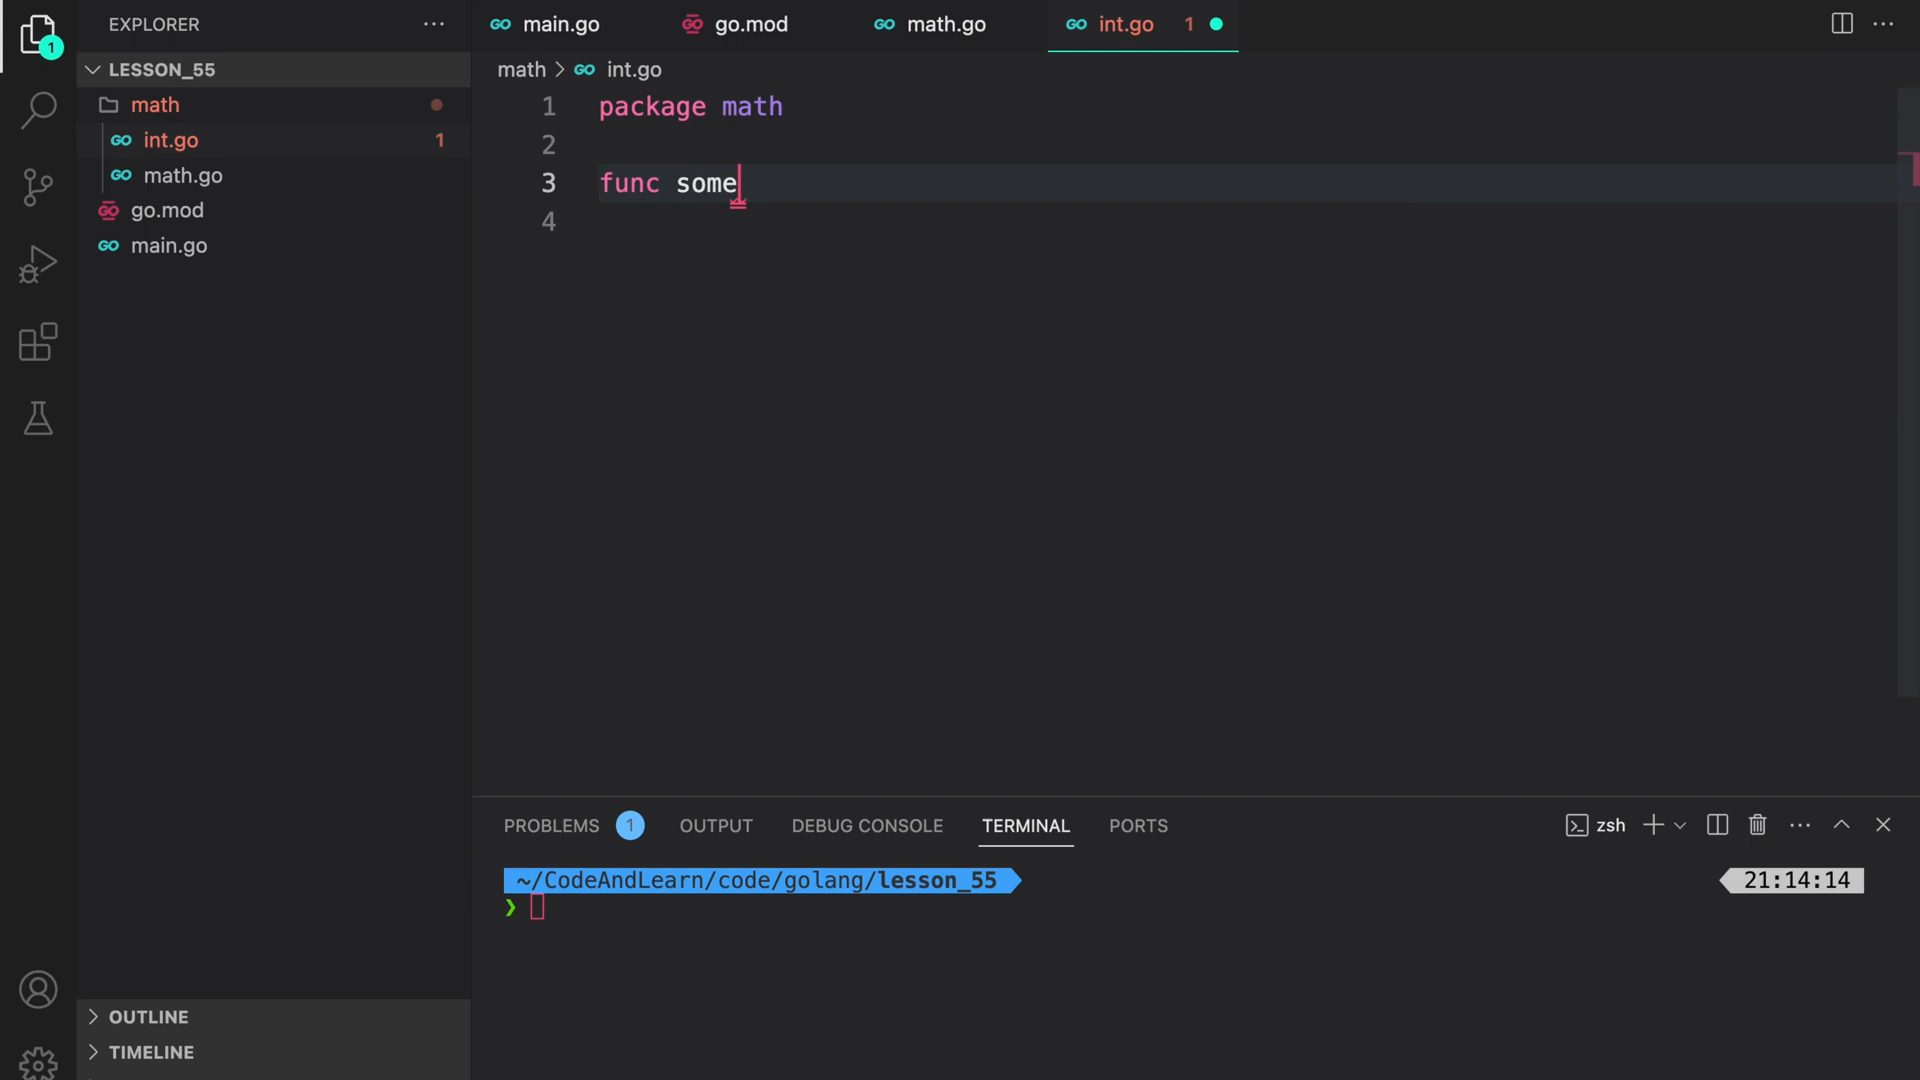 EXPLORER ...
1
LESSON_55
math
int.go 1
math.go
go.mod
main.go
OUTLINE
TIMELINE
main.go go.mod math.go int.go 1
math > int.go
1 package math
2
3 func some
4
PROBLEMS 1 OUTPUT DEBUG CONSOLE TERMINAL PORTS zsh
~/CodeAndLearn/code/golang/lesson_55 21:14:14
❯